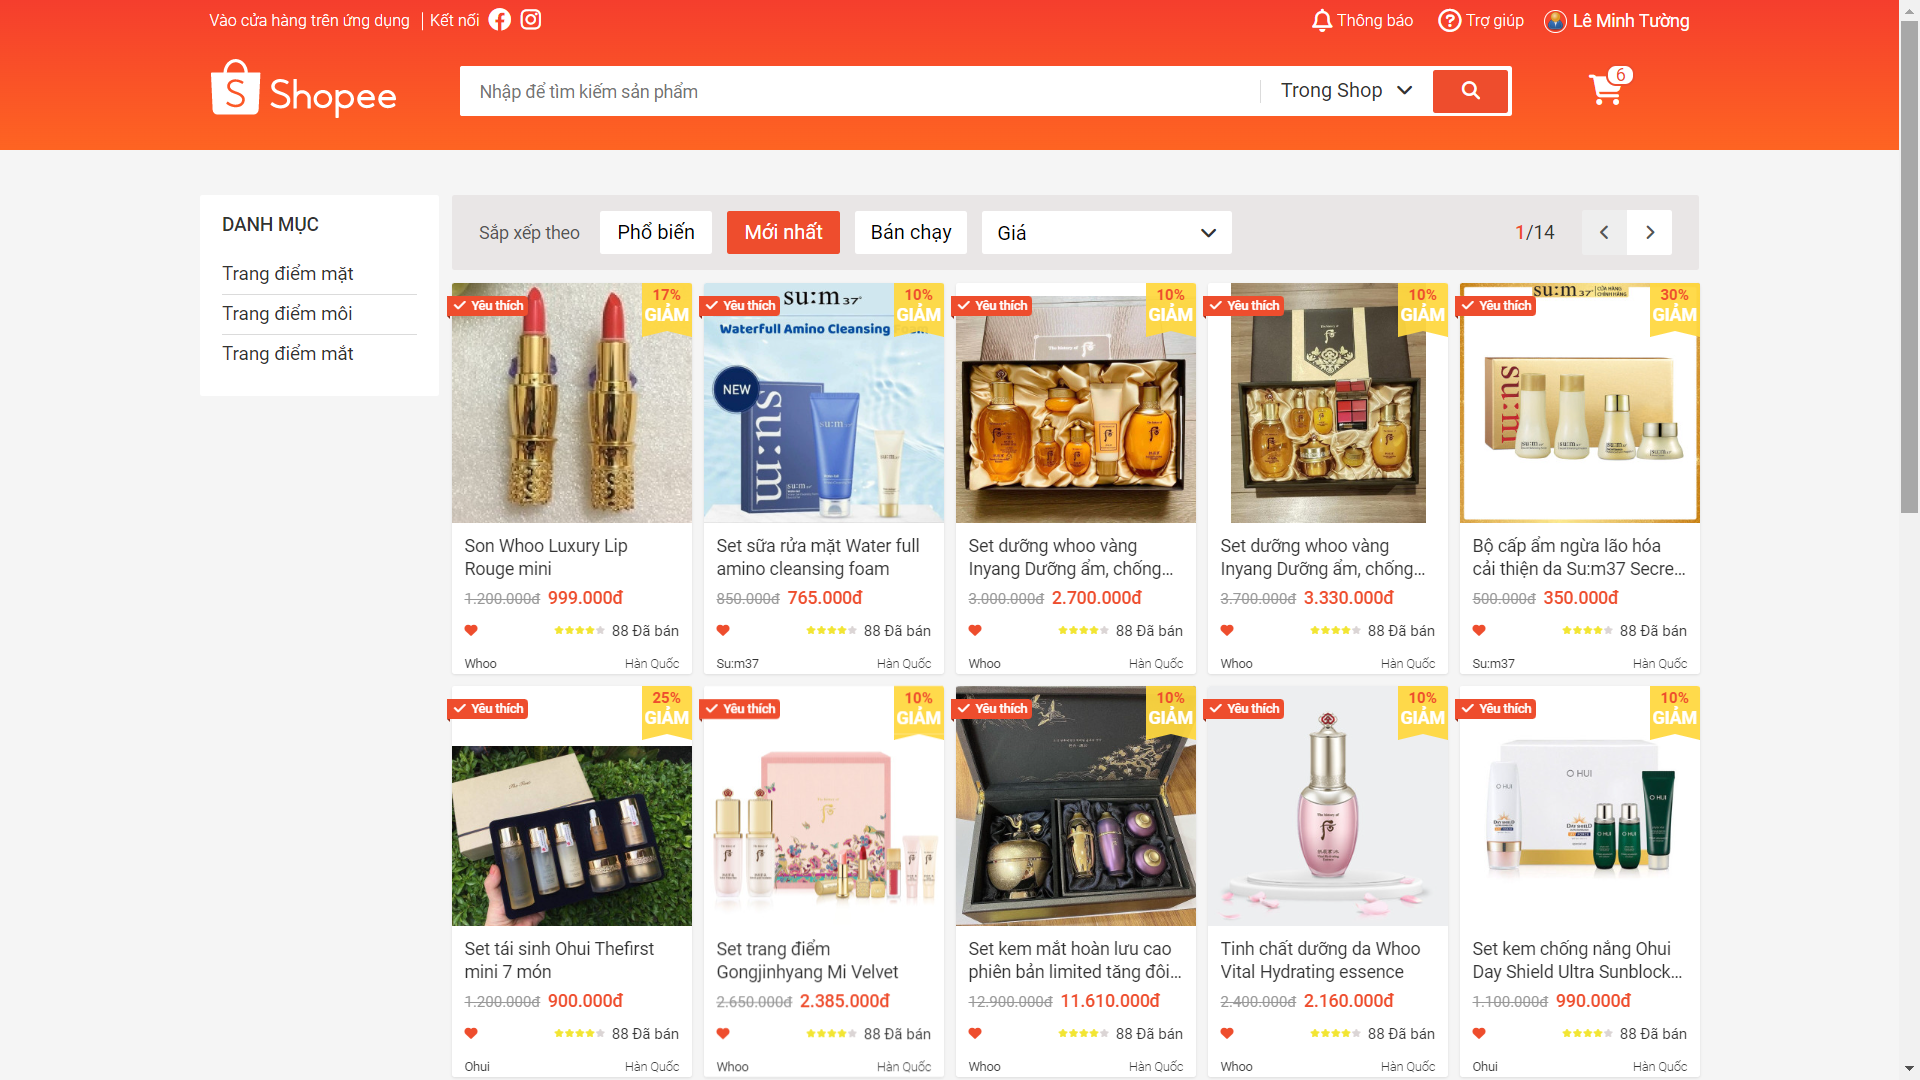 Vào cửa hàng trên ứng dụng
Kết nối
Thông báo
Trợ giúp
Lê Minh Tường
Shopee
Nhập để tìm kiếm sản phẩm
Trong Shop
6
DANH MỤC
Trang điểm mặt
Trang điểm môi
Trang điểm mắt
Sắp xếp theo
Phổ biến
Mới nhất
Bán chạy
Giá
1/14
Yêu thích
17%
GIẢM
Son Whoo Luxury Lip
Rouge mini
1.200.000đ 999.000đ
88 Đã bán
Whoo
Hàn Quốc
Yêu thích
10%
GIẢM
su:m37°
Waterfull Amino Cleansing Foam
NEW
su:m
Set sữa rửa mặt Water full
amino cleansing foam
850.000đ 765.000đ
88 Đã bán
Su:m37
Hàn Quốc
Yêu thích
10%
GIẢM
Set dưỡng whoo vàng
Inyang Dưỡng ẩm, chống...
3.000.000đ 2.700.000đ
88 Đã bán
Whoo
Hàn Quốc
Yêu thích
10%
GIẢM
Set dưỡng whoo vàng
Inyang Dưỡng ẩm, chống...
3.700.000đ 3.330.000đ
88 Đã bán
Whoo
Hàn Quốc
Yêu thích
30%
GIẢM
su:m37°
CỬA HÀNG
CHÍNH HÃNG
su:m
Bộ cấp ẩm ngừa lão hóa
cải thiện da Su:m37 Secre...
500.000đ 350.000đ
88 Đã bán
Su:m37
Hàn Quốc
Yêu thích
25%
GIẢM
Set tái sinh Ohui Thefirst
mini 7 món
1.200.000đ 900.000đ
88 Đã bán
Ohui
Hàn Quốc
Yêu thích
10%
GIẢM
Set trang điểm
Gongjinhyang Mi Velvet
2.650.000đ 2.385.000đ
88 Đã bán
Whoo
Hàn Quốc
Yêu thích
10%
GIẢM
Set kem mắt hoàn lưu cao
phiên bản limited tăng đôi...
12.900.000đ 11.610.000đ
88 Đã bán
Whoo
Hàn Quốc
Yêu thích
10%
GIẢM
Tinh chất dưỡng da Whoo
Vital Hydrating essence
2.400.000đ 2.160.000đ
88 Đã bán
Whoo
Hàn Quốc
Yêu thích
10%
GIẢM
O HUI
O HUI
DAY SHIELD
O HUI
O HUI
O HUI
Set kem chống nắng Ohui
Day Shield Ultra Sunblock...
1.100.000đ 990.000đ
88 Đã bán
Ohui
Hàn Quốc